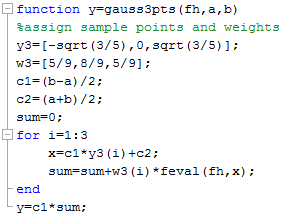 function y=gauss3pts(fh,a,b)
%assign sample points and weights
y3=[-sqrt(3/5),0,sqrt(3/5)];
w3=[5/9,8/9,5/9];
c1=(b-a)/2;
c2=(a+b)/2;
sum=0;
for i=1:3
x=c1*y3(i)+c2;
sum=sum+w3(i)*feval(fh,x);
end
y=c1*sum;